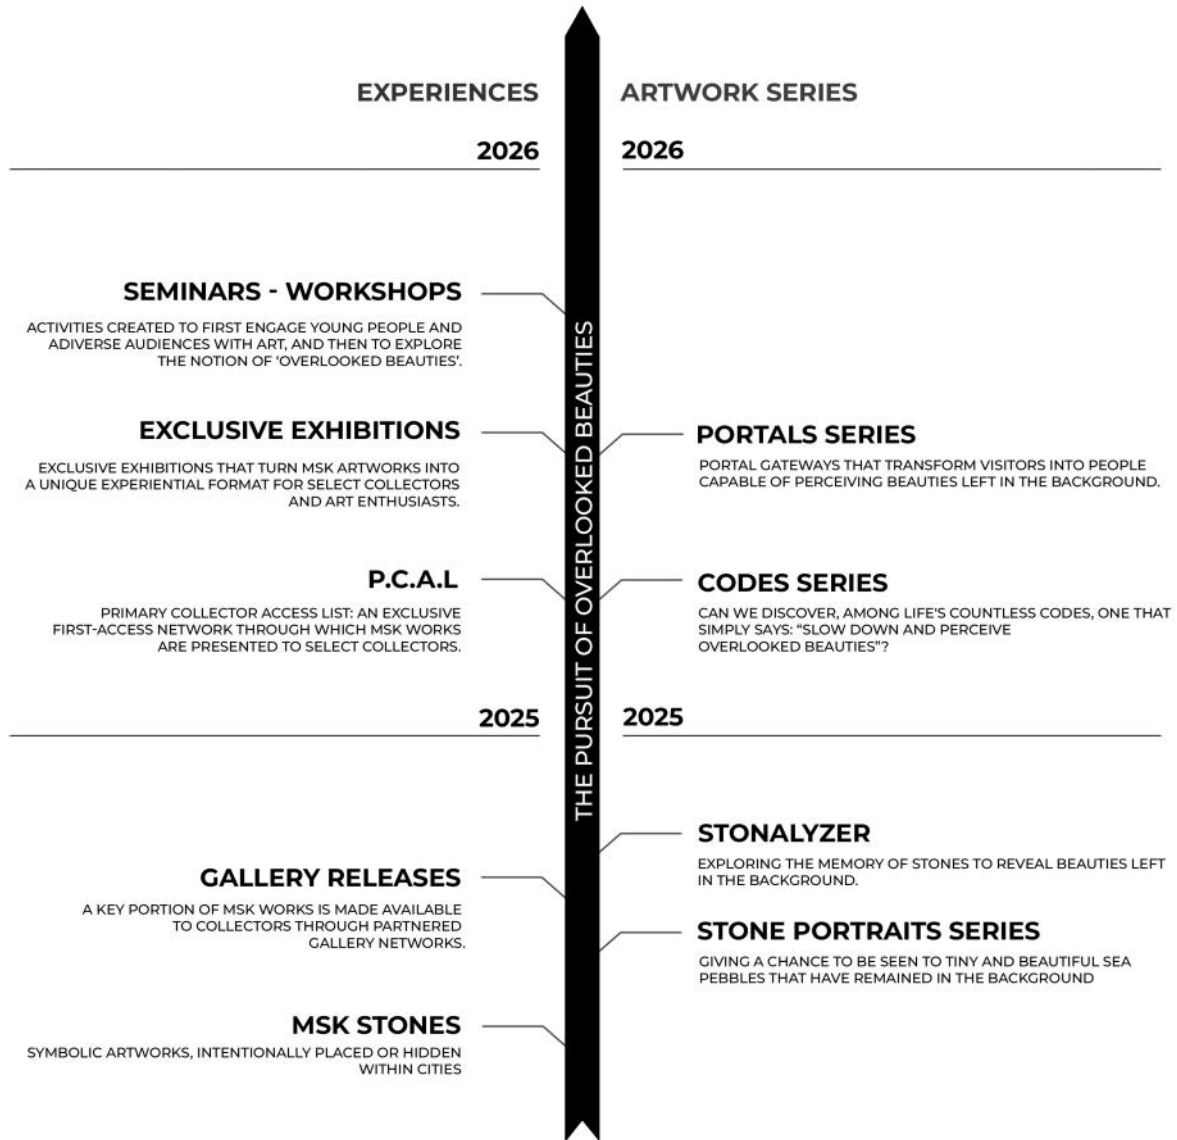 EXPERIENCES
2026
SEMINARS - WORKSHOPS
ACTIVITIES CREATED TO FIRST ENGAGE YOUNG PEOPLE AND
ADIVERSE AUDIENCES WITH ART, AND THEN TO EXPLORE
THE NOTION OF ‘OVERLOOKED BEAUTIES’.
EXCLUSIVE EXHIBITIONS
EXCLUSIVE EXHIBITIONS THAT TURN MSK ARTWORKS INTO
A UNIQUE EXPERIENTIAL FORMAT FOR SELECT COLLECTORS
AND ART ENTHUSIASTS.
P.C.A.L
PRIMARY COLLECTOR ACCESS LIST: AN EXCLUSIVE
FIRST-ACCESS NETWORK THROUGH WHICH MSK WORKS
ARE PRESENTED TO SELECT COLLECTORS.
2025
GALLERY RELEASES
A KEY PORTION OF MSK WORKS IS MADE AVAILABLE
TO COLLECTORS THROUGH PARTNERED
GALLERY NETWORKS.
MSK STONES
SYMBOLIC ARTWORKS, INTENTIONALLY PLACED OR HIDDEN
WITHIN CITIES
THE PURSUIT OF OVERLOOKED BEAUTIES
ARTWORK SERIES
2026
PORTALS SERIES
PORTAL GATEWAYS THAT TRANSFORM VISITORS INTO PEOPLE
CAPABLE OF PERCEIVING BEAUTIES LEFT IN THE BACKGROUND.
CODES SERIES
CAN WE DISCOVER, AMONG LIFE'S COUNTLESS CODES, ONE THAT
SIMPLY SAYS: “SLOW DOWN AND PERCEIVE
OVERLOOKED BEAUTIES”?
2025
STONALYZER
EXPLORING THE MEMORY OF STONES TO REVEAL BEAUTIES LEFT
IN THE BACKGROUND.
STONE PORTRAITS SERIES
GIVING A CHANCE TO BE SEEN TO TINY AND BEAUTIFUL SEA
PEBBLES THAT HAVE REMAINED IN THE BACKGROUND